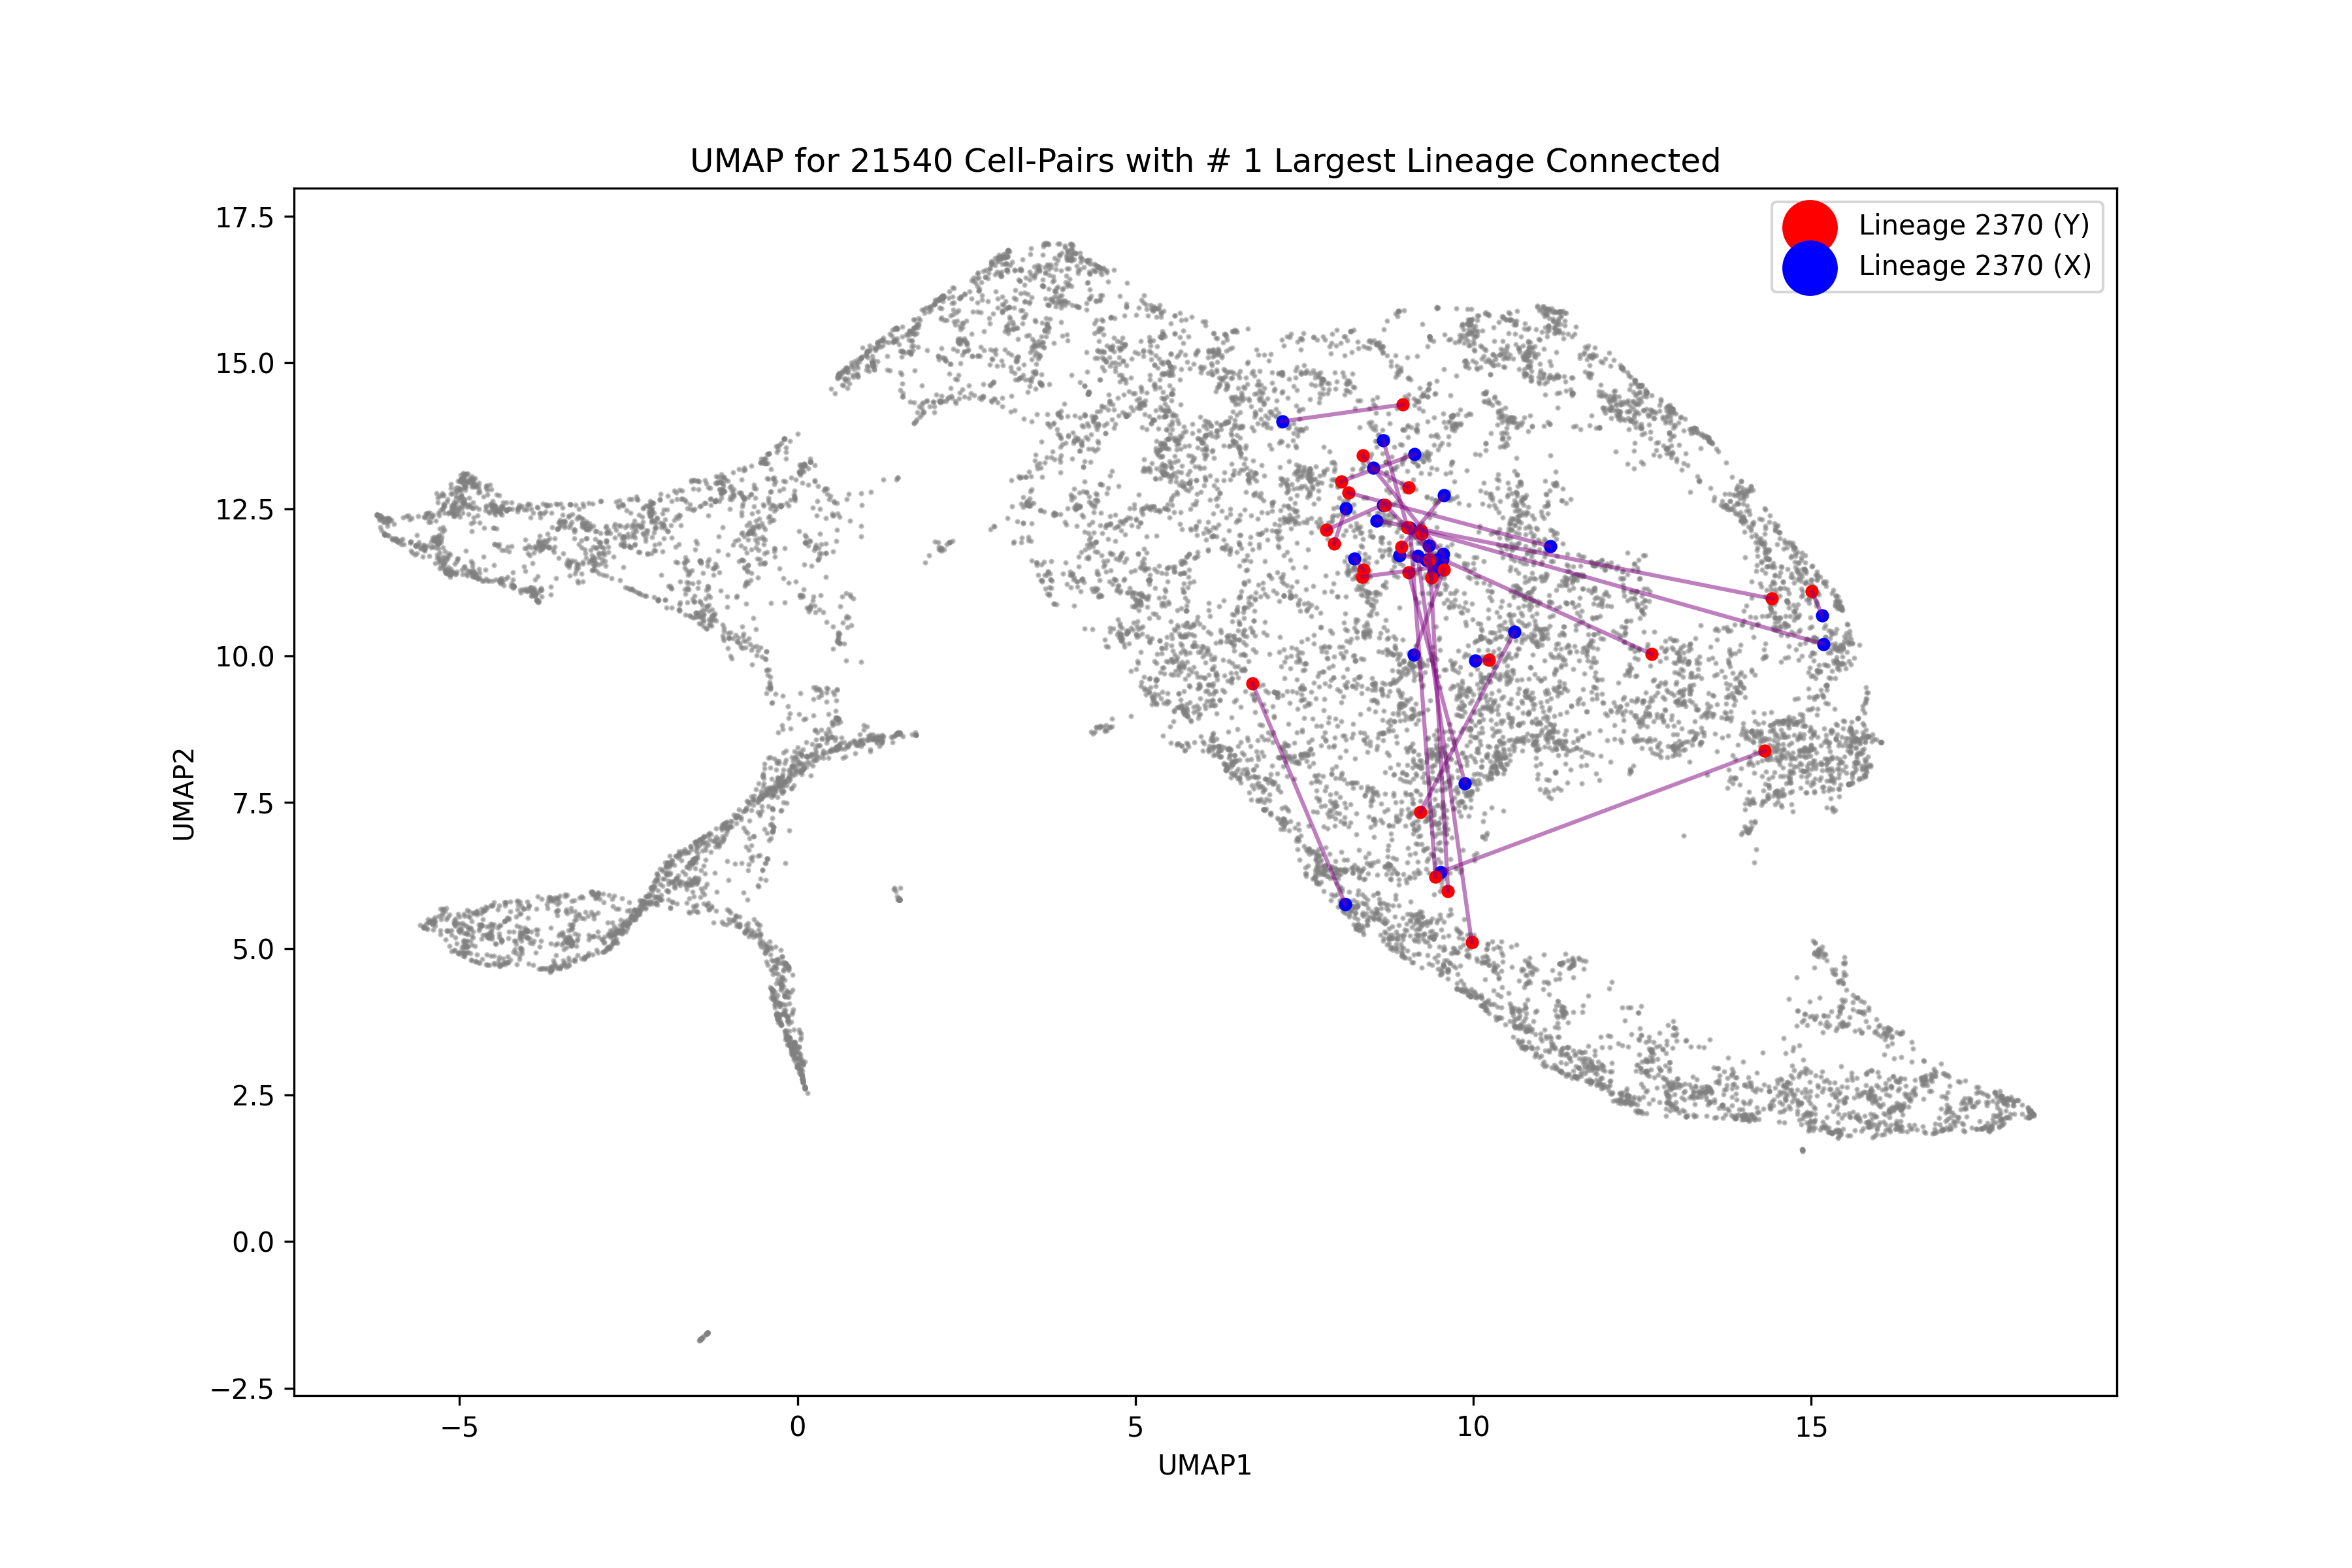 UMAP for 21540 Cell-Pairs with # 1 Largest Lineage Connected
Lineage 2370 (Y)
Lineage 2370 (X)
17.5
15.0
12.5
10.0
7.5
5.0
2.5
0.0
−2.5
UMAP2
−5 0 5 10 15
UMAP1